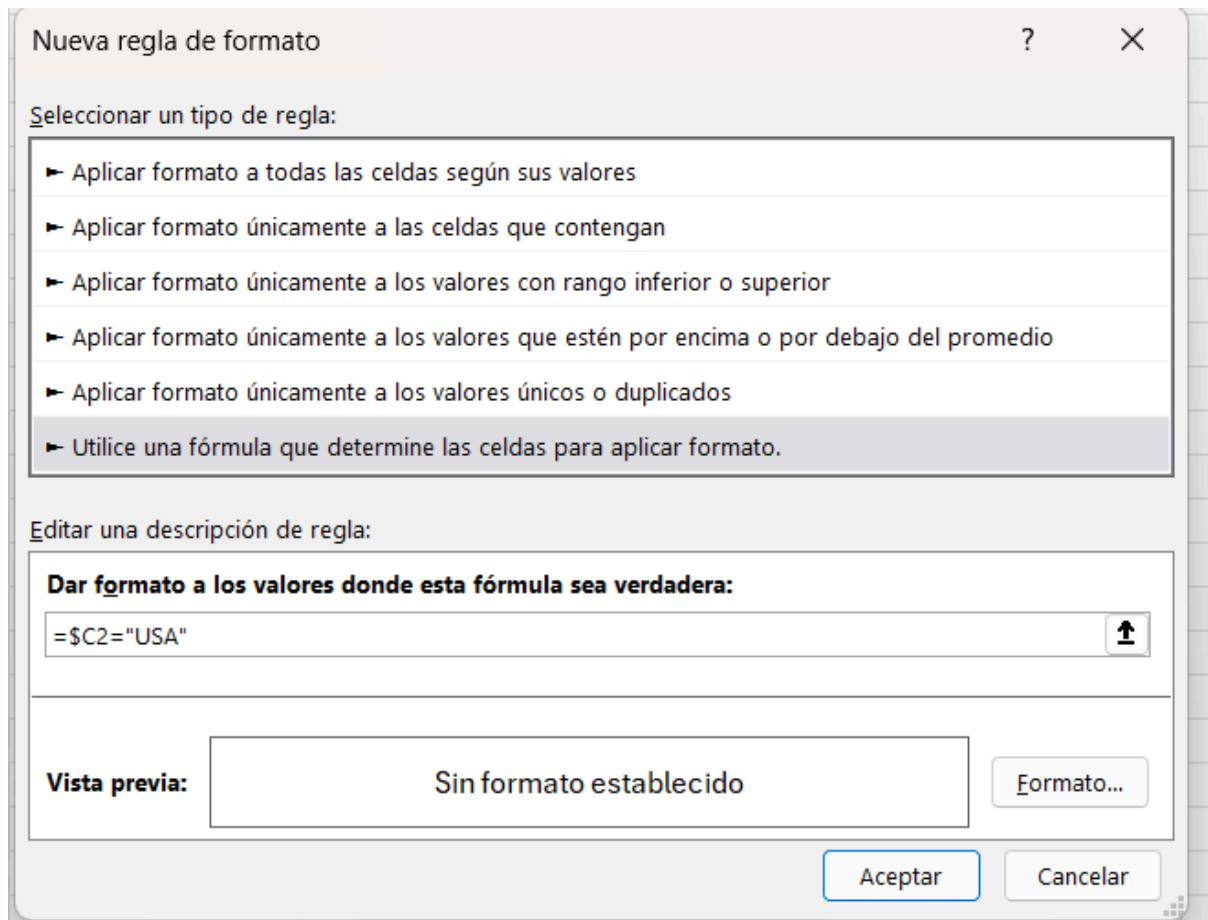 Nueva regla de formato
?
Seleccionar un tipo de regla:
► Aplicar formato a todas las celdas según sus valores
► Aplicar formato únicamente a las celdas que contengan
► Aplicar formato únicamente a los valores con rango inferior o superior
► Aplicar formato únicamente a los valores que estén por encima o por debajo del promedio
► Aplicar formato únicamente a los valores únicos o duplicados
► Utilice una fórmula que determine las celdas para aplicar formato.
Editar una descripción de regla:
Dar formato a los valores donde esta fórmula sea verdadera:
=$C2="USA"
Vista previa:
Sin formato establecido
Formato...
Aceptar
Cancelar